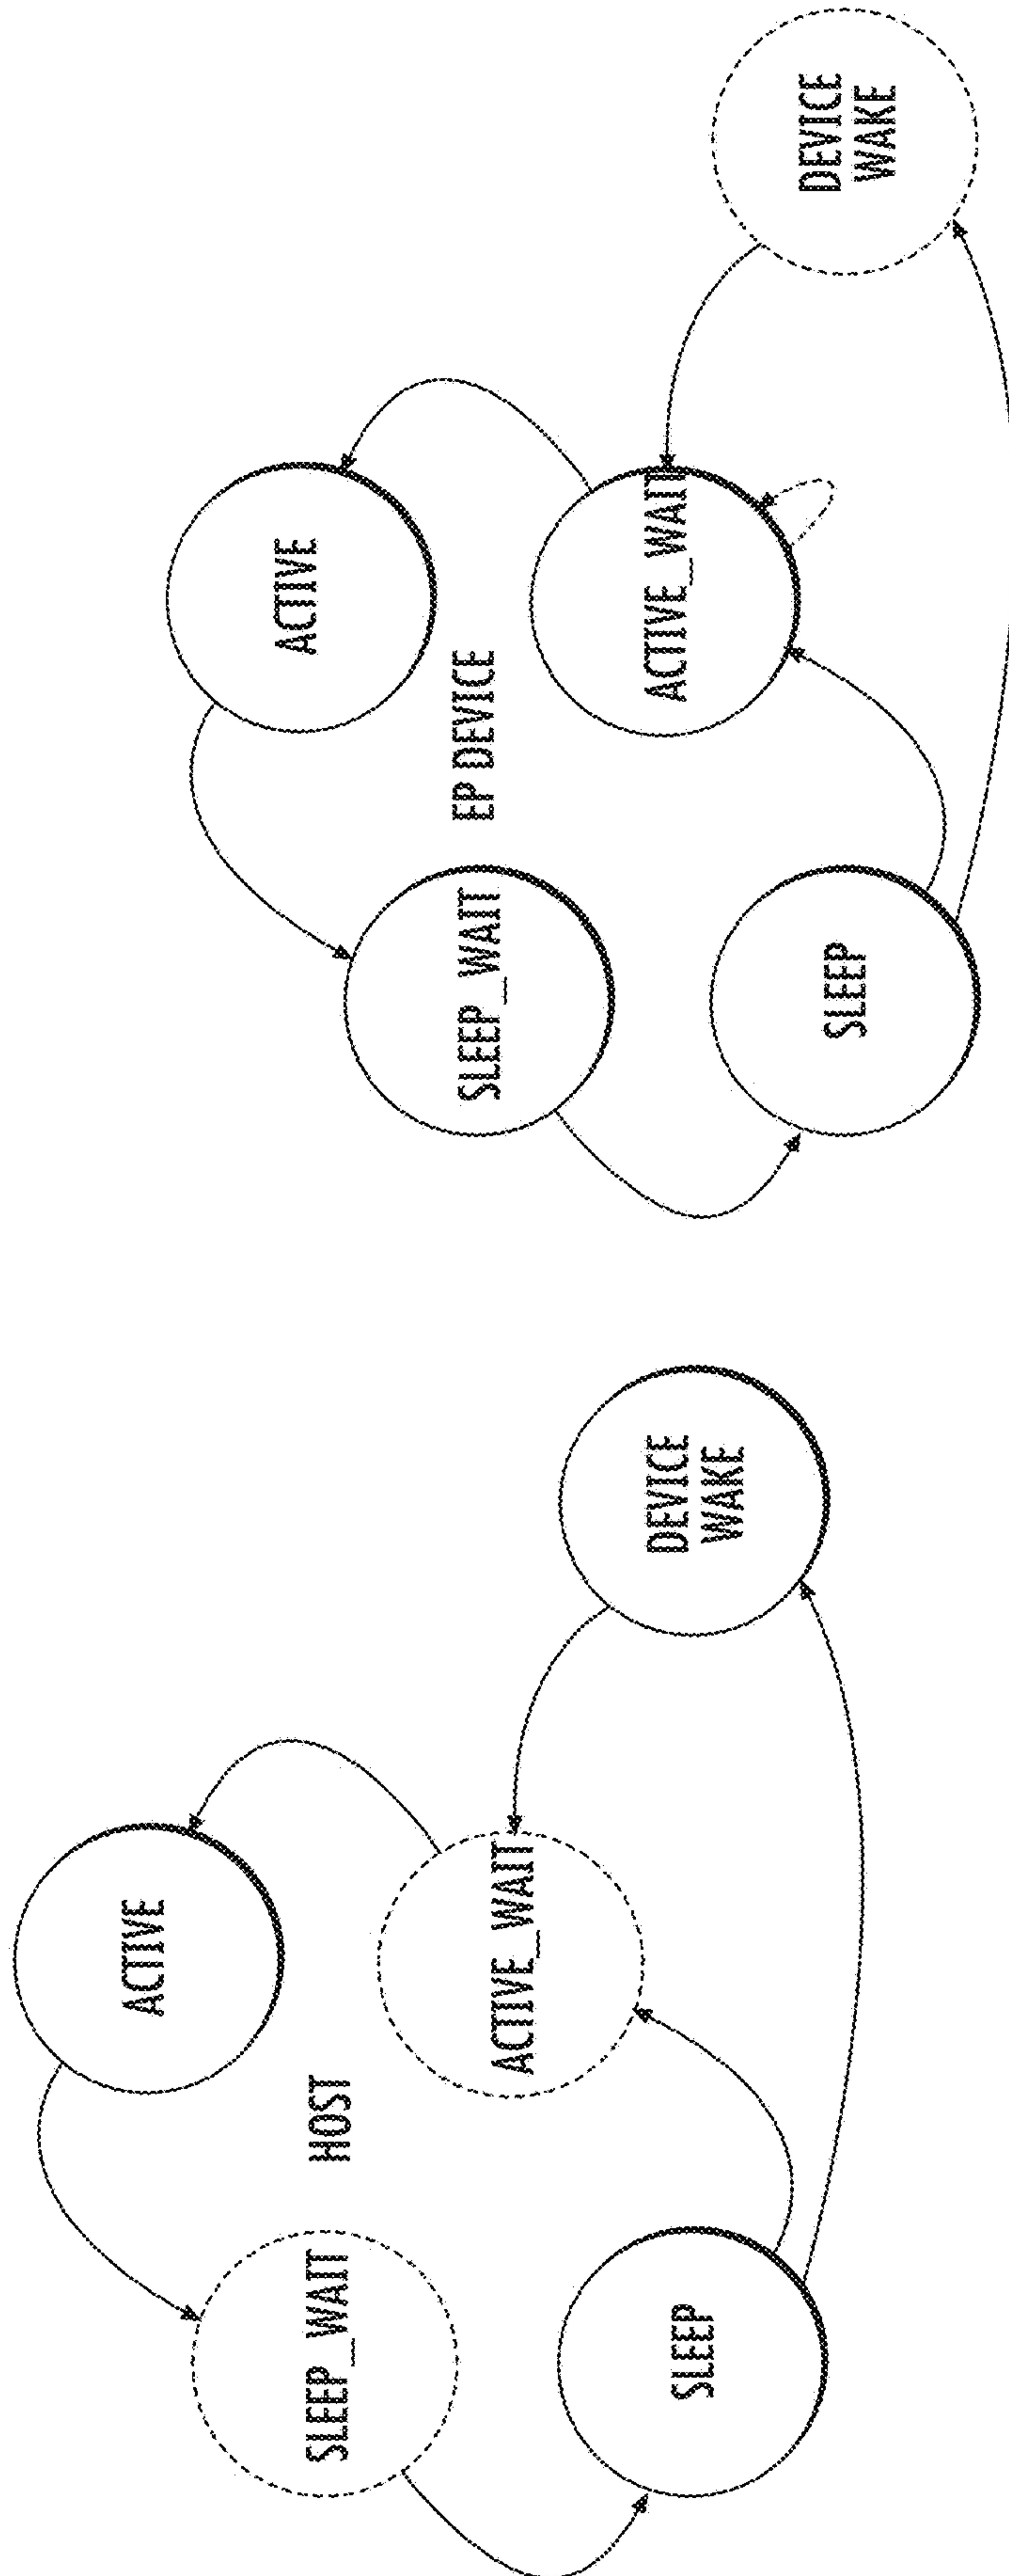 ACTIVE
SLEEP_WAIT
HOST
ACTIVE_WAIT
SLEEP
DEVICE
WAKE
ACTIVE
SLEEP_WAIT
EP DEVICE
ACTIVE_WAIT
SLEEP
DEVICE
WAKE